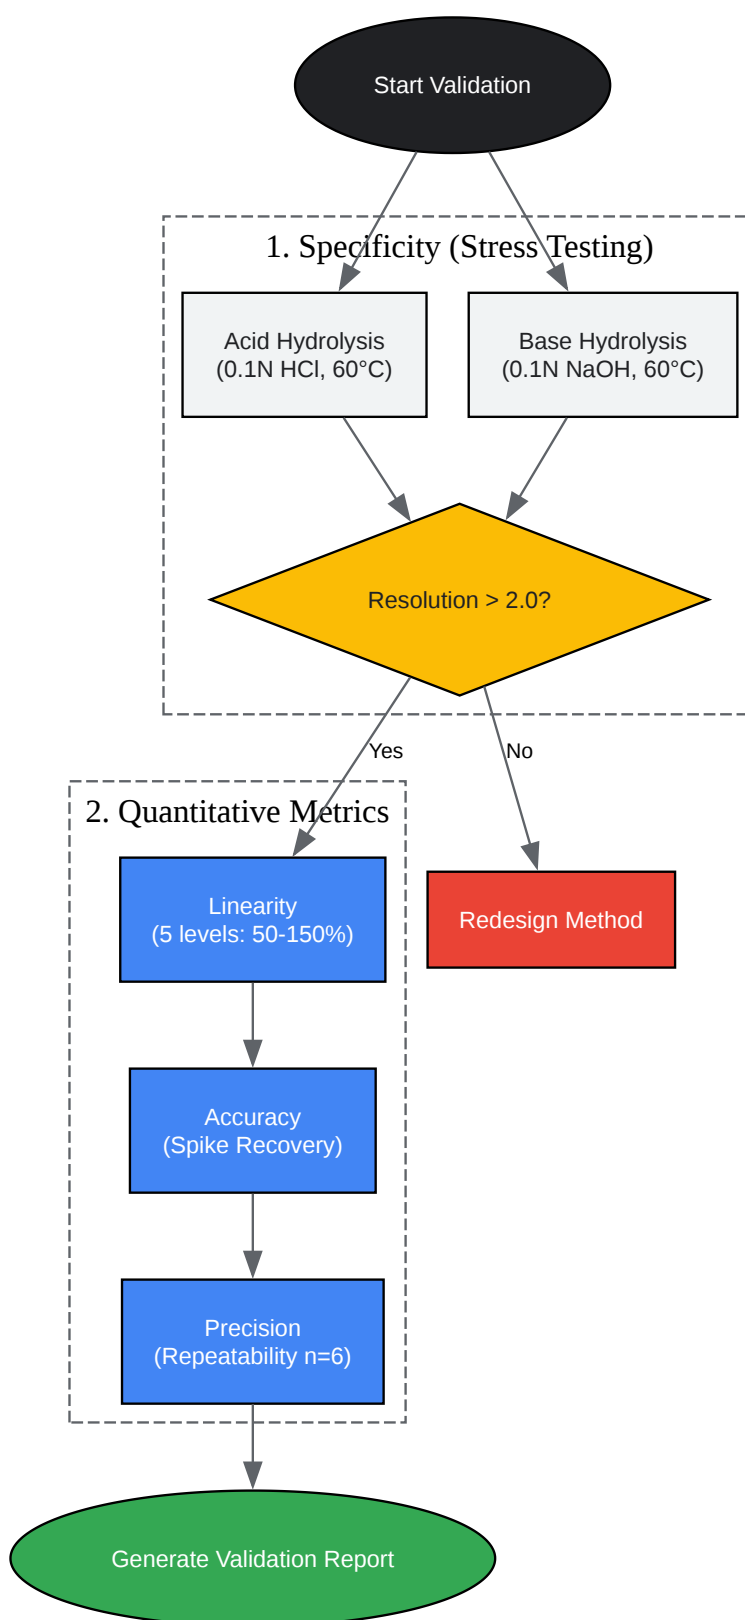 Start Validation
1. Specificity (Stress Testing)
Acid Hydrolysis
(0.1N HCl, 60°C)
Base Hydrolysis
(0.1N NaOH, 60°C)
Resolution > 2.0?
Yes
No
2. Quantitative Metrics
Linearity
(5 levels: 50-150%)
Redesign Method
Accuracy
(Spike Recovery)
Precision
(Repeatability n=6)
Generate Validation Report